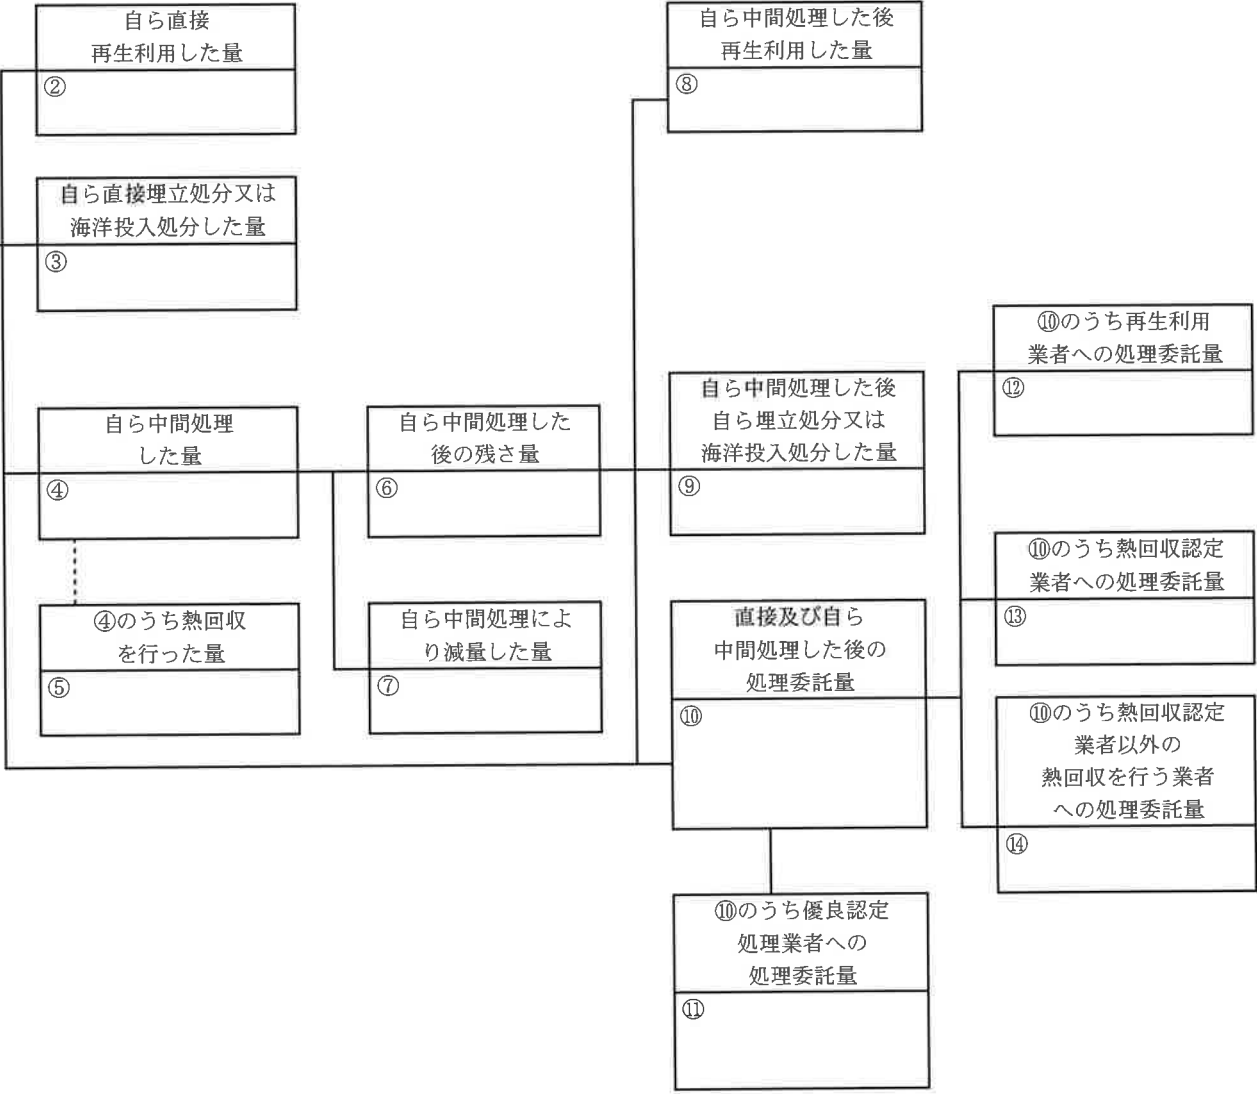 自ら直接
再生利用した量
②
自ら直接埋立処分又は
海洋投入処分した量
③
自ら中間処理
した量
④
④のうち熱回収
を行った量
⑤
自ら中間処理した
後の残さ量
⑥
自ら中間処理によ
り減量した量
⑦
自ら中間処理した後
再生利用した量
⑧
自ら中間処理した後
自ら埋立処分又は
海洋投入処分した量
⑨
直接及び自ら
中間処理した後の
処理委託量
⑩
⑩のうち優良認定
処理業者への
処理委託量
⑪
⑩のうち再生利用
業者への処理委託量
⑫
⑩のうち熱回収認定
業者への処理委託量
⑬
⑩のうち熱回収認定
業者以外の
熱回収を行う業者
への処理委託量
⑭